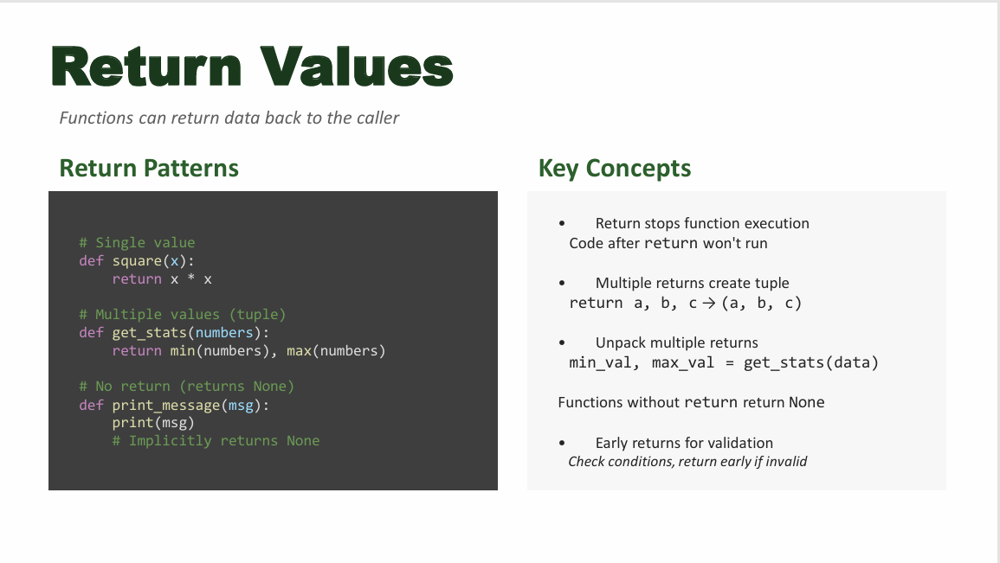 Return Values
Functions can return data back to the caller
Return Patterns
# Single value
def square(x):
    return x * x
# Multiple values (tuple)
def get_stats(numbers):
    return min(numbers), max(numbers)
# No return (returns None)
def print_message(msg):
    print(msg)
    # Implicitly returns None
Key Concepts
• Return stops function execution
Code after return won't run
• Multiple returns create tuple
return a, b, c → (a, b, c)
• Unpack multiple returns
min_val, max_val = get_stats(data)
Functions without return return None
• Early returns for validation
Check conditions, return early if invalid